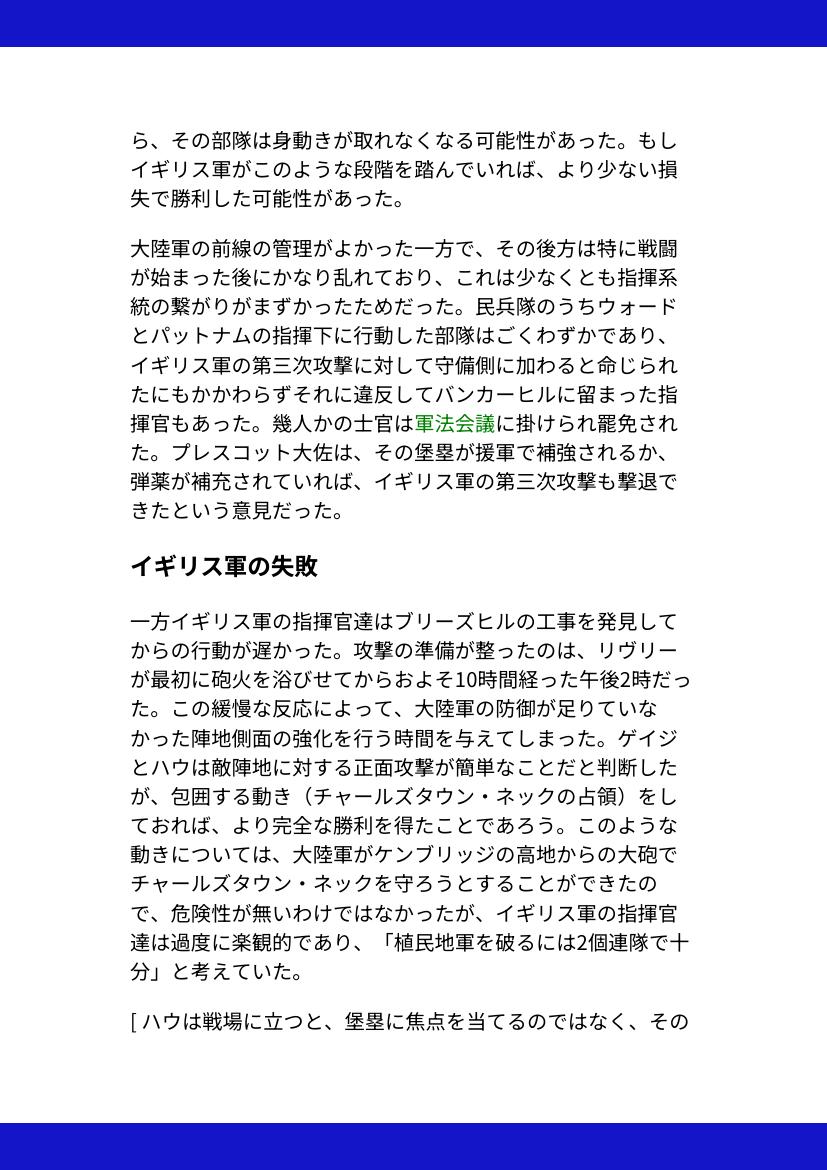 ら、その部隊は身動きが取れなくなる可能性があった。もし
イギリス軍がこのような段階を踏んでいれば、より少ない損
失で勝利した可能性があった。
大陸軍の前線の管理がよかった一方で、その後方は特に戦闘
が始まった後にかなり乱れており、これは少なくとも指揮系
統の繋がりがまずかったためだった。民兵隊のうちウォード
とパットナムの指揮下に行動した部隊はごくわずかであり、
イギリス軍の第三次攻撃に対して守備側に加わると命じられ
たにもかかわらずそれに違反してバンカーヒルに留まった指
揮官もあった。幾人かの士官は軍法会議に掛けられ罷免され
た。プレスコット大佐は、その堡塁が援軍で補強されるか、
弾薬が補充されていれば、イギリス軍の第三次攻撃も撃退で
きたという意見だった。
イギリス軍の失敗
一方イギリス軍の指揮官達はブリーズヒルの工事を発見して
からの行動が遅かった。攻撃の準備が整ったのは、リヴリー
が最初に砲火を浴びせてからおよそ10時間経った午後2時だっ
た。この緩慢な反応によって、大陸軍の防御が足りていな
かった陣地側面の強化を行う時間を与えてしまった。ゲイジ
とハウは敵陣地に対する正面攻撃が簡単なことだと判断した
が、包囲する動き（チャールズタウン・ネックの占領）をし
ておれば、より完全な勝利を得たことであろう。このような
動きについては、大陸軍がケンブリッジの高地からの大砲で
チャールズタウン・ネックを守ろうとすることができたの
で、危険性が無いわけではなかったが、イギリス軍の指揮官
達は過度に楽観的であり、「植民地軍を破るには2個連隊で十
分」と考えていた。
[ ハウは戦場に立つと、堡塁に焦点を当てるのではなく、その